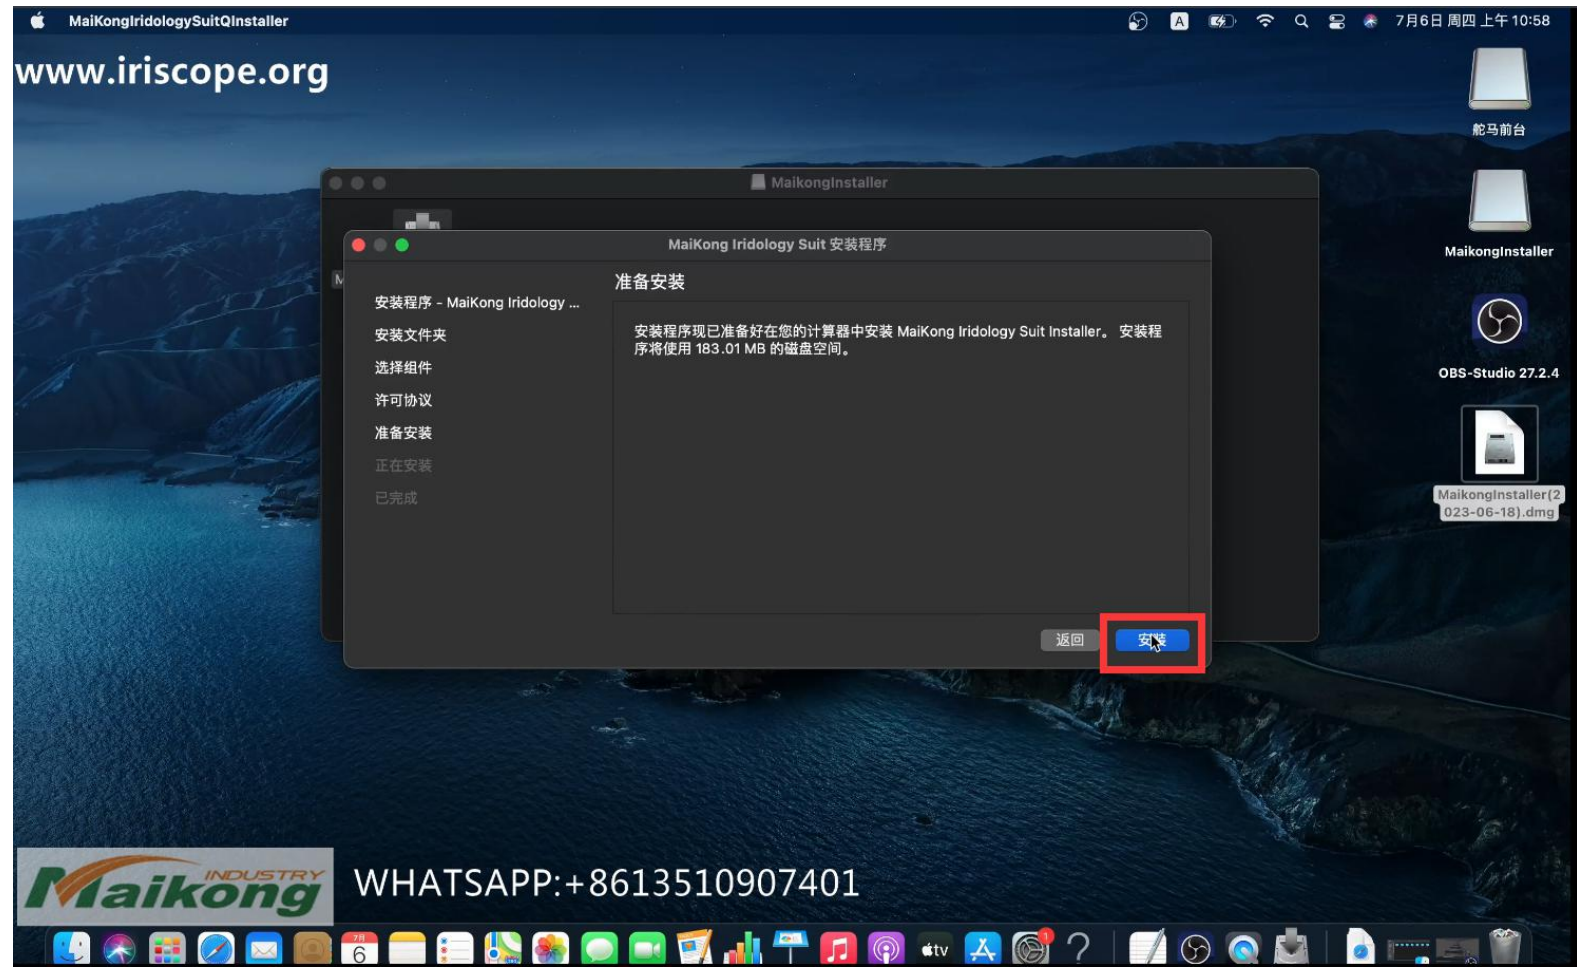 MaiKongIridologySuitQInstaller
A
7月6日 周四 上午10:58
www.iriscope.org
舵马前台
MaikongInstaller
MaikongInstaller
OBS-Studio 27.2.4
MaikongInstaller(2
023-06-18).dmg
M
MaiKong Iridology Suit 安装程序
准备安装
安装程序 - MaiKong Iridology ...
安装文件夹
选择组件
许可协议
准备安装
正在安装
已完成
安装程序现已准备好在您的计算器中安装 MaiKong Iridology Suit Installer。 安装程
序将使用 183.01 MB 的磁盘空间。
返回
安装
Maikong
INDUSTRY
WHATSAPP:+8613510907401
7月
6
tv
1